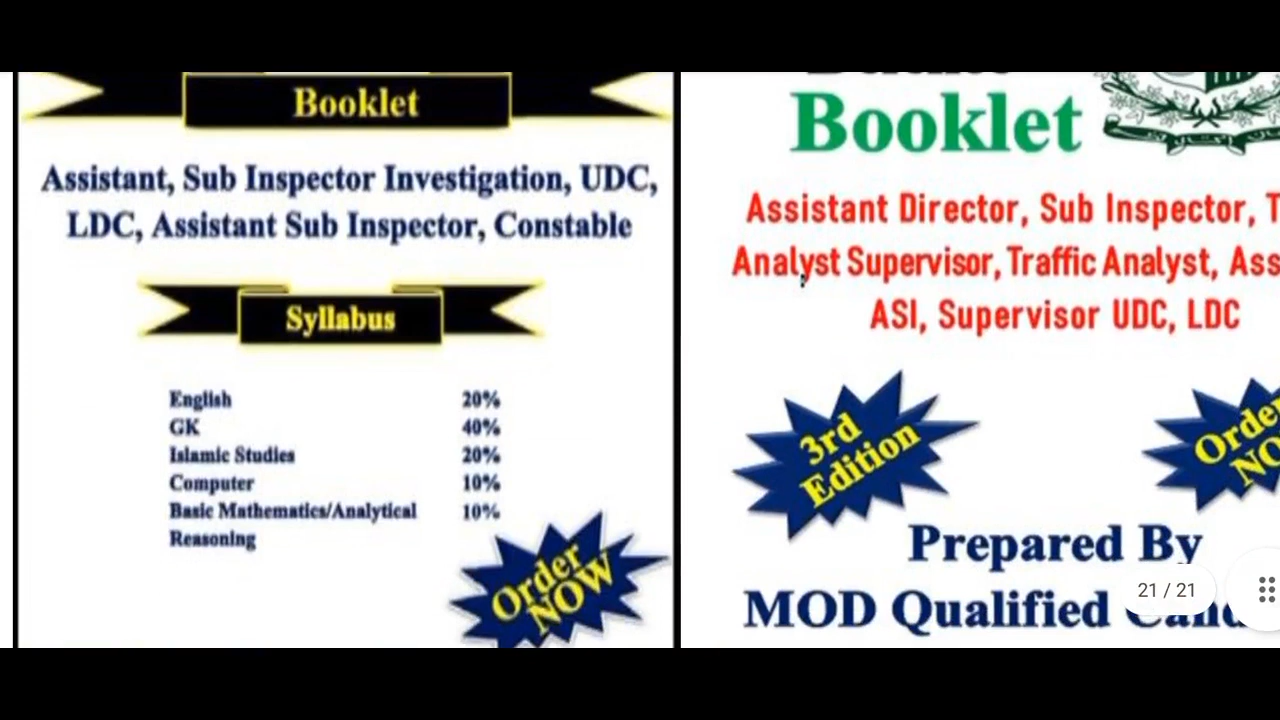 Booklet
Assistant, Sub Inspector Investigation, UDC,
LDC, Assistant Sub Inspector, Constable
Syllabus
English 20%
GK 40%
Islamic Studies 20%
Computer 10%
Basic Mathematics/Analytical 10%
Reasoning
Order
NOW
Booklet
Assistant Director, Sub Inspector,
Analyst Supervisor, Traffic Analyst,
ASI, Supervisor UDC, LDC
3rd
Edition
Order
Prepared By
MOD Qualified
21 / 21